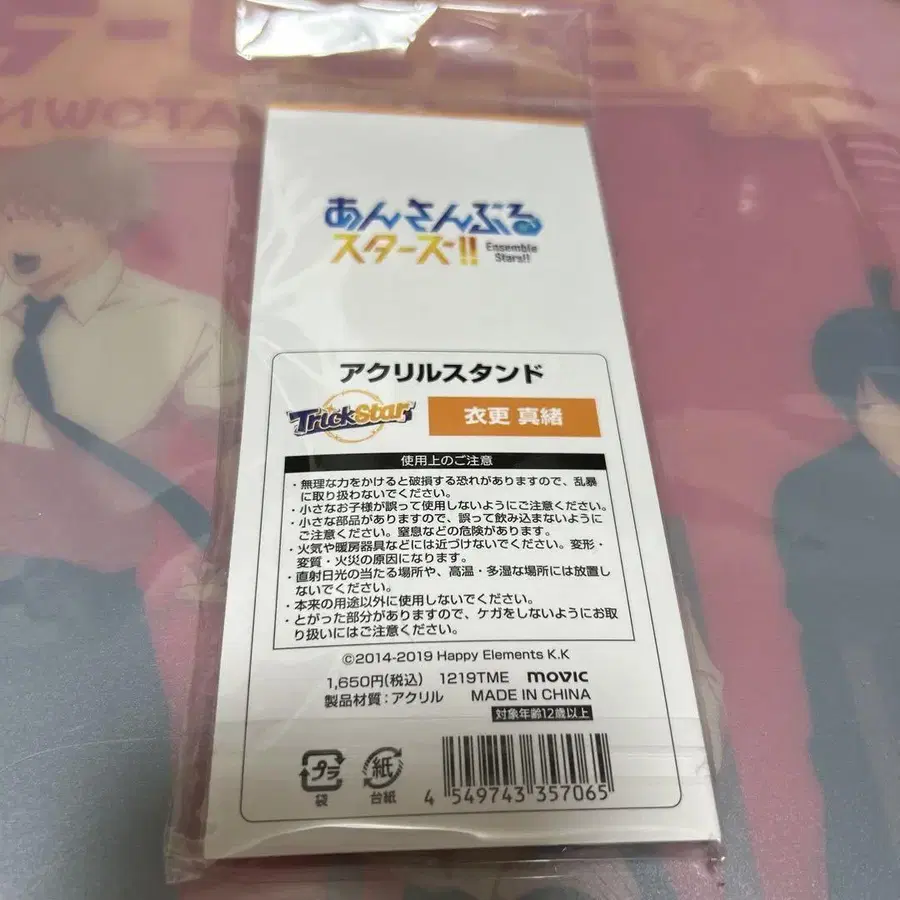 NWOTA
あんさんぶる
スターズ!!
Ensemble
Stars!!
アクリルスタンド
TrickStar
衣更 真緒
使用上のご注意
・無理な力をかけると破損する恐れがありますので、乱暴
に取り扱わないでください。
・小さなお子様が誤って使用しないようにご注意ください。
・小さな部品がありますので、誤って飲み込まないように
ご注意ください。窒息などの危険があります。
・火気や暖房器具などには近づけないでください。変形・
変質・火災の原因になります。
・直射日光の当たる場所や、高温・多湿な場所には放置し
ないでください。
・本来の用途以外に使用しないでください。
・とがった部分がありますので、ケガをしないようにお取
り扱いにはご注意ください。
©2014-2019 Happy Elements K.K
1,650円(税込) 1219TME movic
製品材質:アクリル MADE IN CHINA
対象年齢12歳以上
プラ
袋
紙
台紙
4 549743 357065